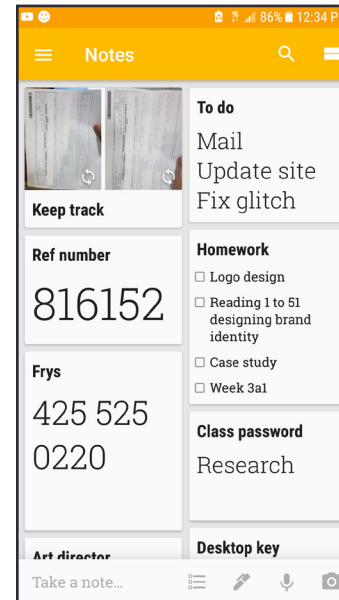 86% 12:34 P
Notes
Keep track
Ref number
816152
Frys
425 525
0220
Art director
To do
Mail
Update site
Fix glitch
Homework
Logo design
Reading 1 to 51
designing brand
identity
Case study
Week 3a1
Class password
Research
Desktop key
Take a note...